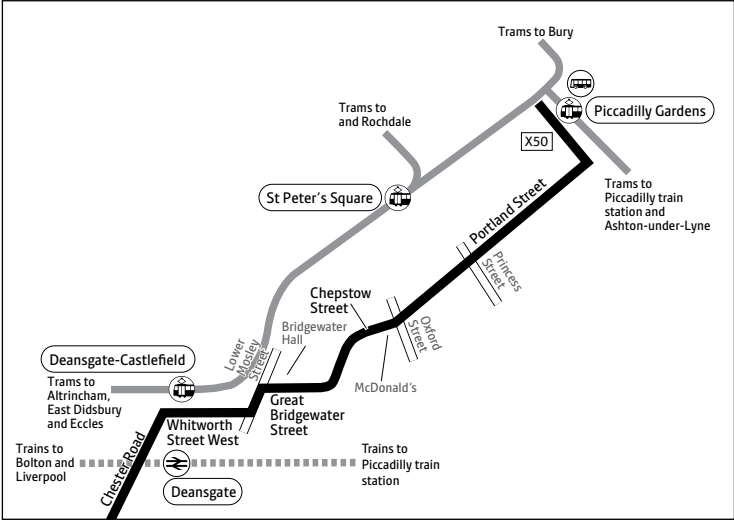 Trams to Bury
Piccadilly Gardens
Trams to
and Rochdale
X50
Trams to
Piccadilly train
station and
Ashton-under-Lyne
St Peter's Square
Portland Street
Princess
Street
Chepstow
Street
Bridgewater
Hall
Oxford
Street
Lower
Mosley
Street
Deansgate-Castlefield
McDonald's
Trams to
Altrincham,
East Didsbury
and Eccles
Great
Bridgewater
Street
Whitworth
Street West
Chester Road
Trains to
Bolton and
Liverpool
Trains to
Piccadilly train
station
Deansgate